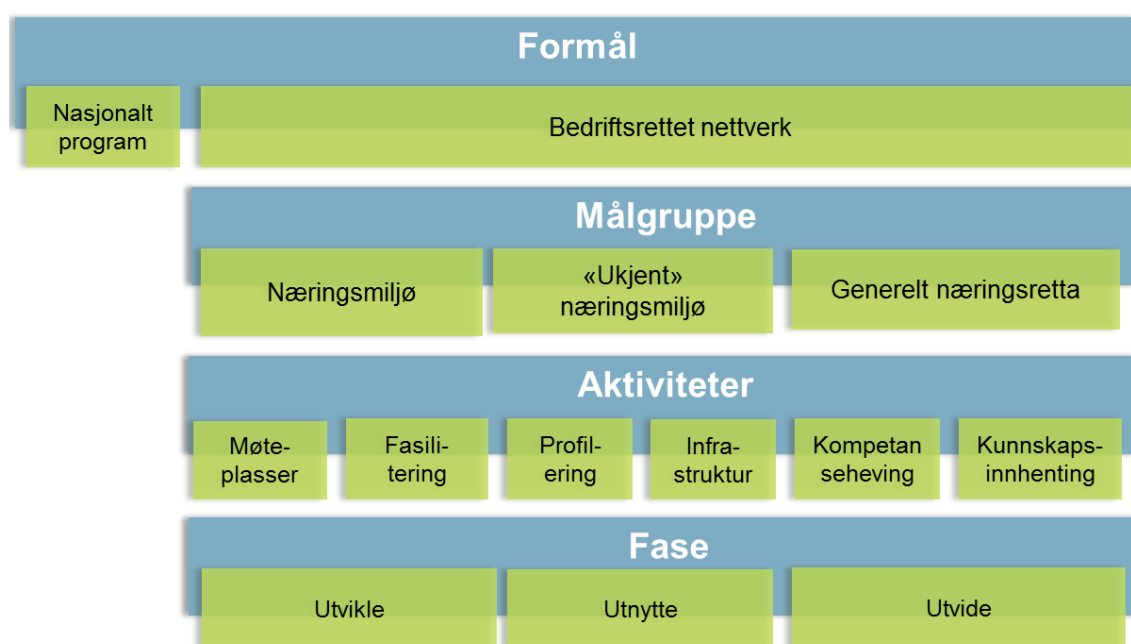 Formål
Nasjonalt
program
Bedriftsrettet nettverk
Målgruppe
Næringsmiljø
«Ukjent»
næringsmiljø
Generelt næringsretta
Aktiviteter
Møte-
plasser
Fasili-
tering
Profil-
ering
Infra-
struktur
Kompetan
seheving
Kunnskaps-
innhenting
Fase
Utvikle
Utnytte
Utvide